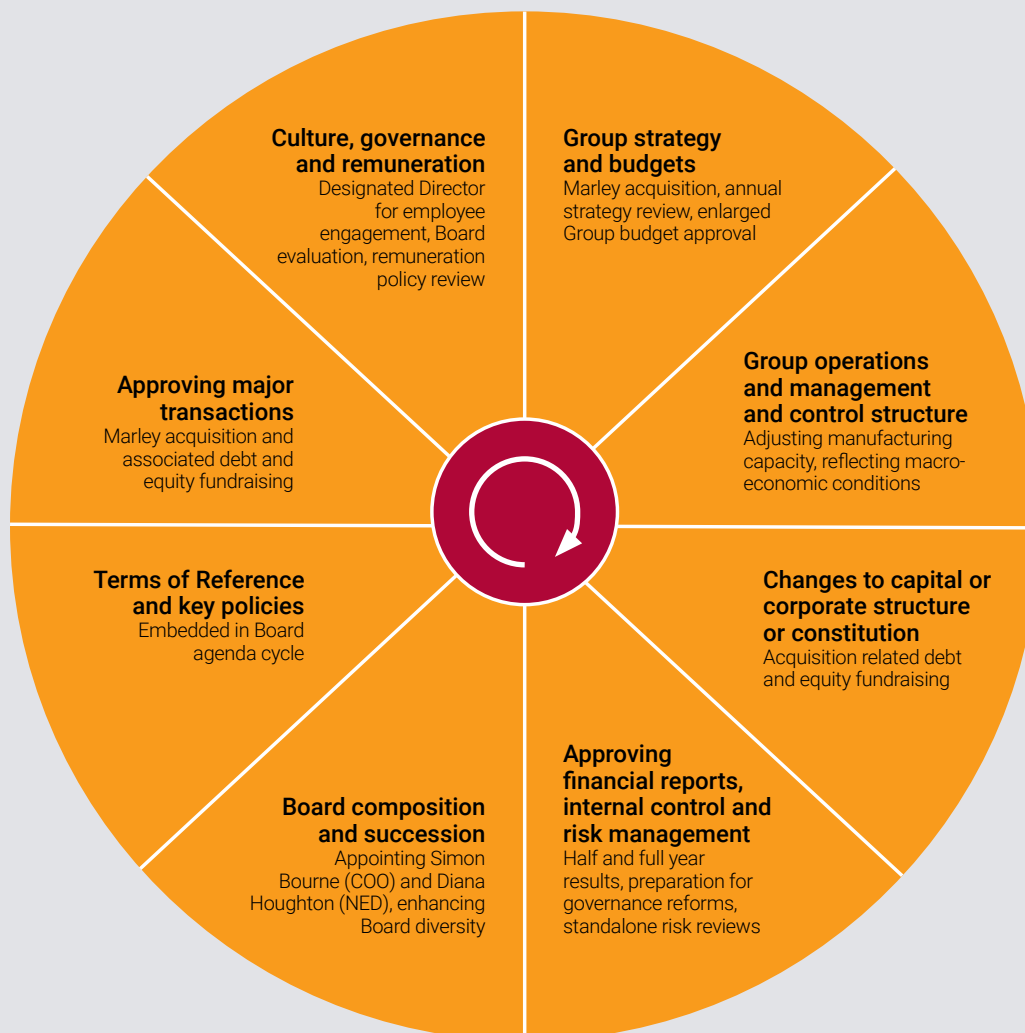 Group strategy
and budgets
Marley acquisition, annual
strategy review, enlarged
Group budget approval
Group operations
and management
and control structure
Adjusting manufacturing
capacity, reflecting macro-
economic conditions
Changes to capital or
corporate structure
or constitution
Acquisition related debt
and equity fundraising
Approving
financial reports,
internal control and
risk management
Half and full year
results, preparation for
governance reforms,
standalone risk reviews
Board composition
and succession
Appointing Simon
Bourne (COO) and Diana
Houghton (NED), enhancing
Board diversity
Terms of Reference
and key policies
Embedded in Board
agenda cycle
Approving major
transactions
Marley acquisition and
associated debt and
equity fundraising
Culture, governance
and remuneration
Designated Director
for employee
engagement, Board
evaluation, remuneration
policy review